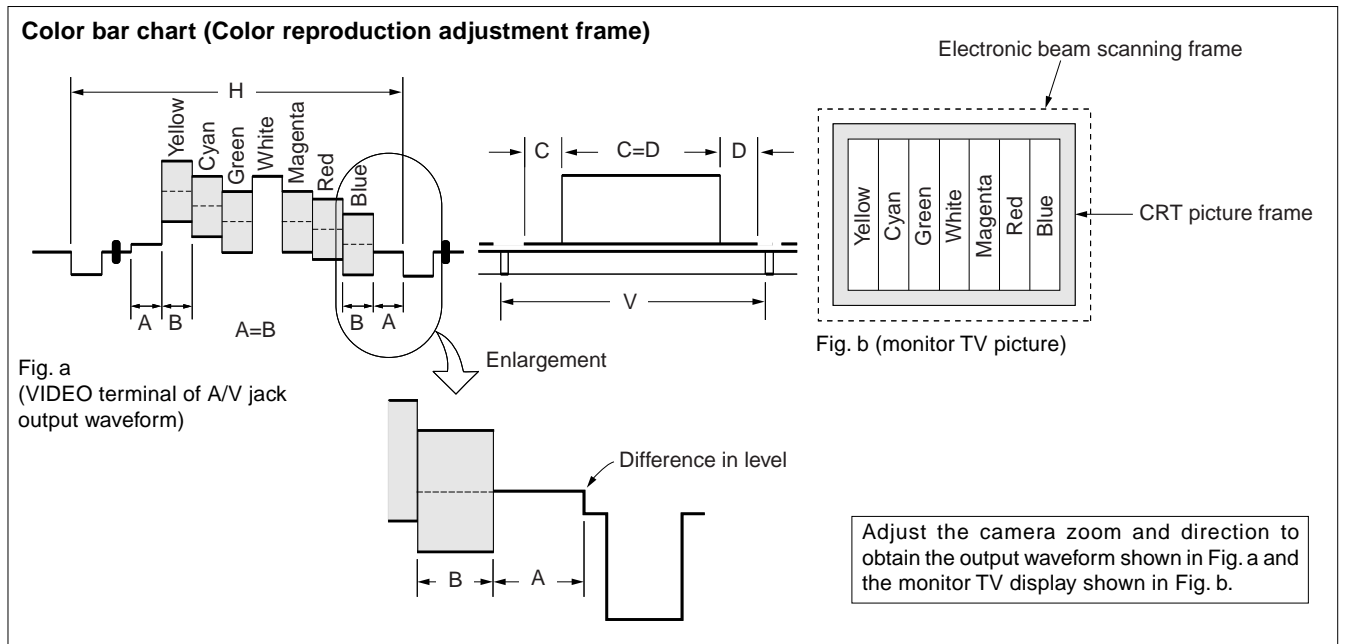 Color bar chart (Color reproduction adjustment frame)
H
Yellow
Cyan
Green
White
Magenta
Red
Blue
A
B
A=B
B
A
Fig. a
(VIDEO terminal of A/V jack
output waveform)
C
C=D
D
V
Electronic beam scanning frame
CRT picture frame
Yellow
Cyan
Green
White
Magenta
Red
Blue
Fig. b (monitor TV picture)
Enlargement
Difference in level
B
A
Adjust the camera zoom and direction to
obtain the output waveform shown in Fig. a and
the monitor TV display shown in Fig. b.